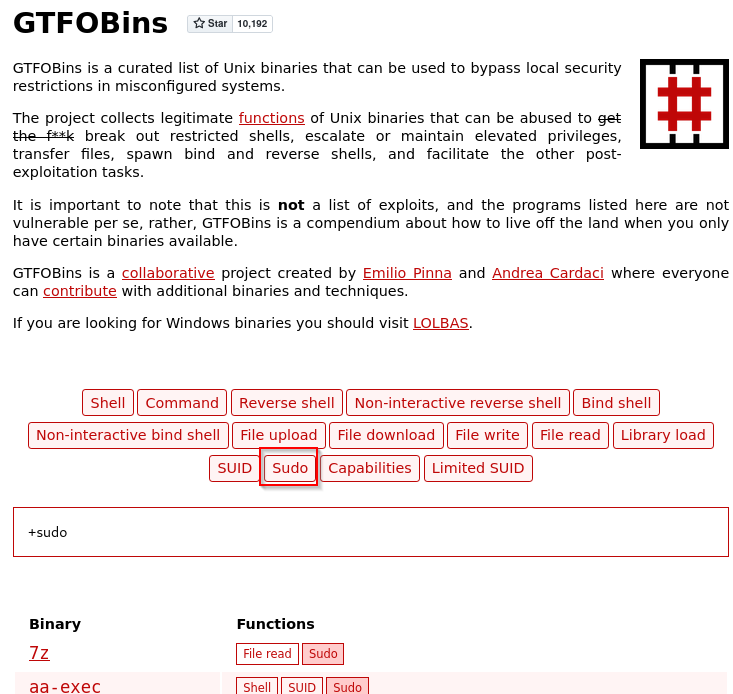 GTFOBins
Star 10,192
GTFOBins is a curated list of Unix binaries that can be used to bypass local security
restrictions in misconfigured systems.
The project collects legitimate functions of Unix binaries that can be abused to get
the f**k break out restricted shells, escalate or maintain elevated privileges,
transfer files, spawn bind and reverse shells, and facilitate the other post-
exploitation tasks.
It is important to note that this is not a list of exploits, and the programs listed here are not
vulnerable per se, rather, GTFOBins is a compendium about how to live off the land when you only
have certain binaries available.
GTFOBins is a collaborative project created by Emilio Pinna and Andrea Cardaci where everyone
can contribute with additional binaries and techniques.
If you are looking for Windows binaries you should visit LOLBAS.
Shell Command Reverse shell Non-interactive reverse shell Bind shell
Non-interactive bind shell File upload File download File write File read Library load
SUID Sudo Capabilities Limited SUID
+sudo
Binary Functions
7z File read Sudo
aa-exec Shell SUID Sudo